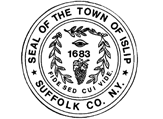 SEAL OF THE TOWN OF ISLIP
1683
FIDE SED CUI VIDE
SUFFOLK CO. N.Y.